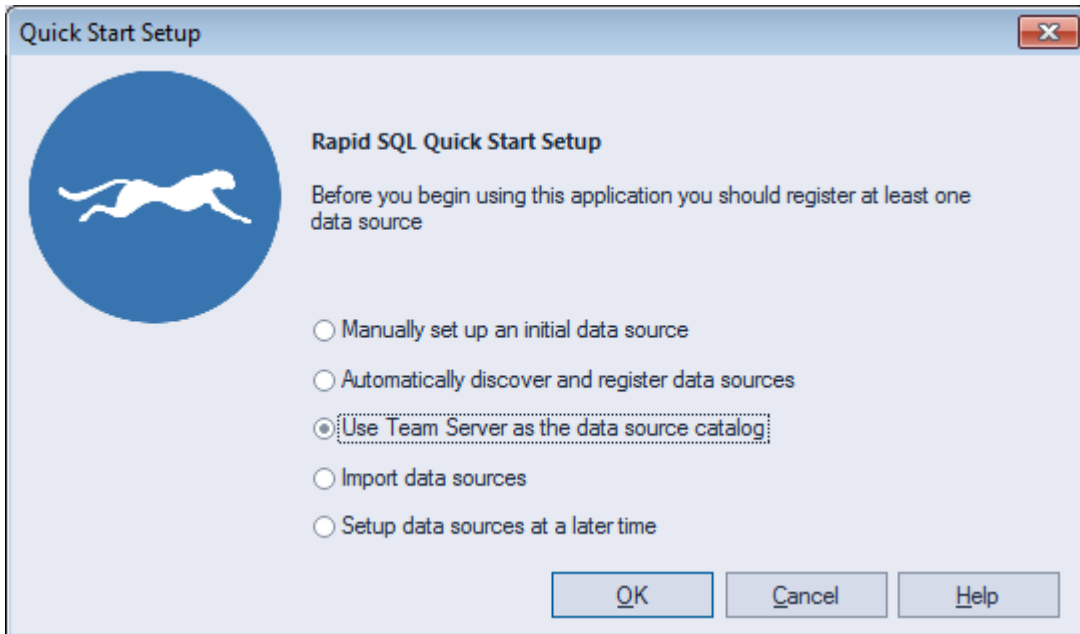 Quick Start Setup
Rapid SQL Quick Start Setup
Before you begin using this application you should register at least one
data source
Manually set up an initial data source
Automatically discover and register data sources
Use Team Server as the data source catalog
Import data sources
Setup data sources at a later time
OK
Cancel
Help